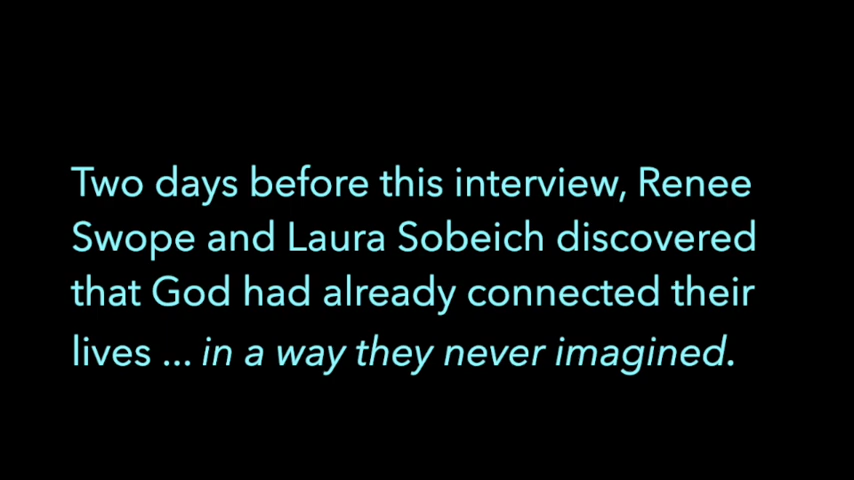 Two days before this interview, Renee
Swope and Laura Sobeich discovered
that God had already connected their
lives ... in a way they never imagined.